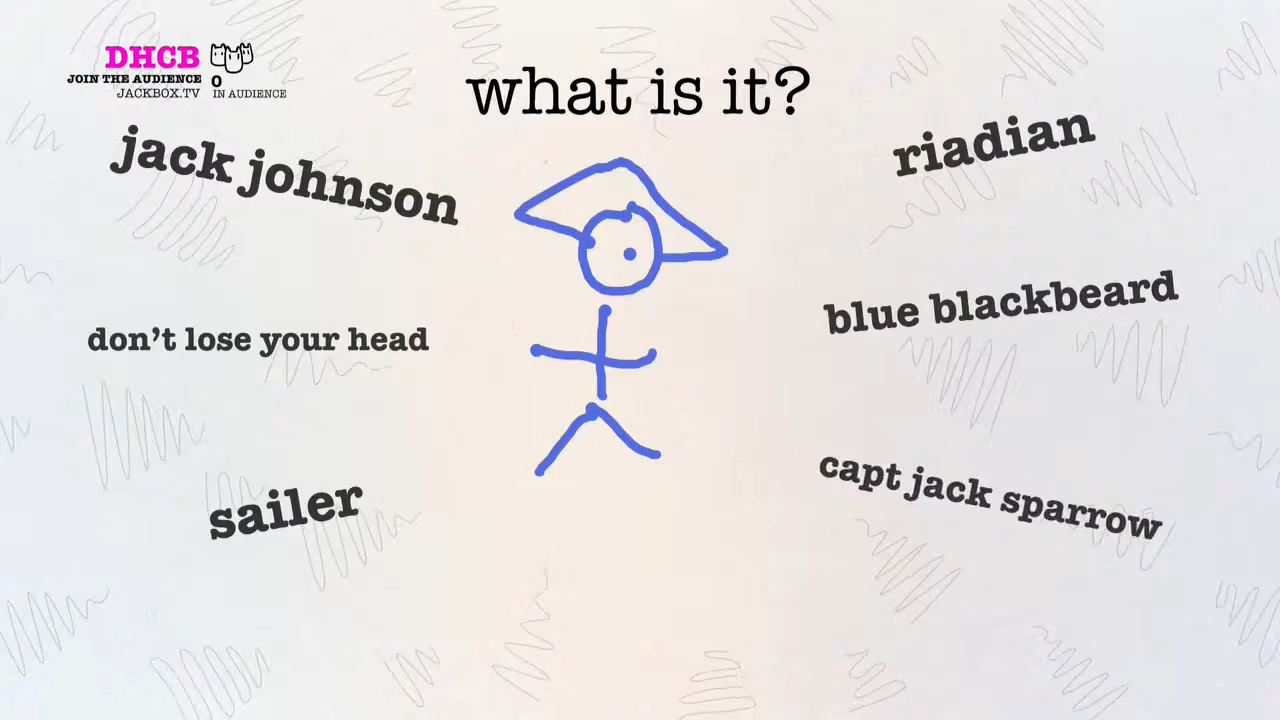 DHCB
JOIN THE AUDIENCE
JACKBOX.TV
0
IN AUDIENCE
what is it?
jack johnson
riadian
don't lose your head
blue blackbeard
sailer
capt jack sparrow